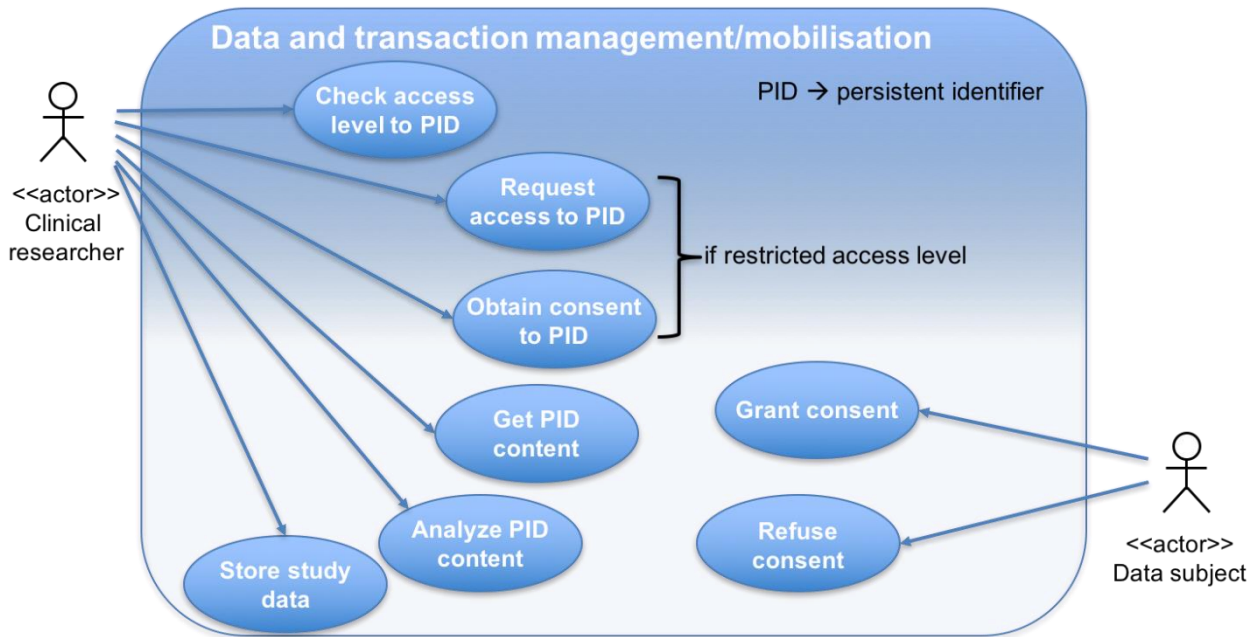 Data and transaction management/mobilisation
PID → persistent identifier
Check access
level to PID
<<actor>>
Clinical
researcher
Request
access to PID
if restricted access level
Obtain consent
to PID
Get PID
content
Grant consent
Analyze PID
content
Refuse
consent
Store study
data
<<actor>>
Data subject